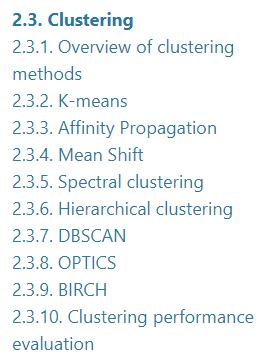 2.3. Clustering
2.3.1. Overview of clustering
methods
2.3.2. K-means
2.3.3. Affinity Propagation
2.3.4. Mean Shift
2.3.5. Spectral clustering
2.3.6. Hierarchical clustering
2.3.7. DBSCAN
2.3.8. OPTICS
2.3.9. BIRCH
2.3.10. Clustering performance
evaluation